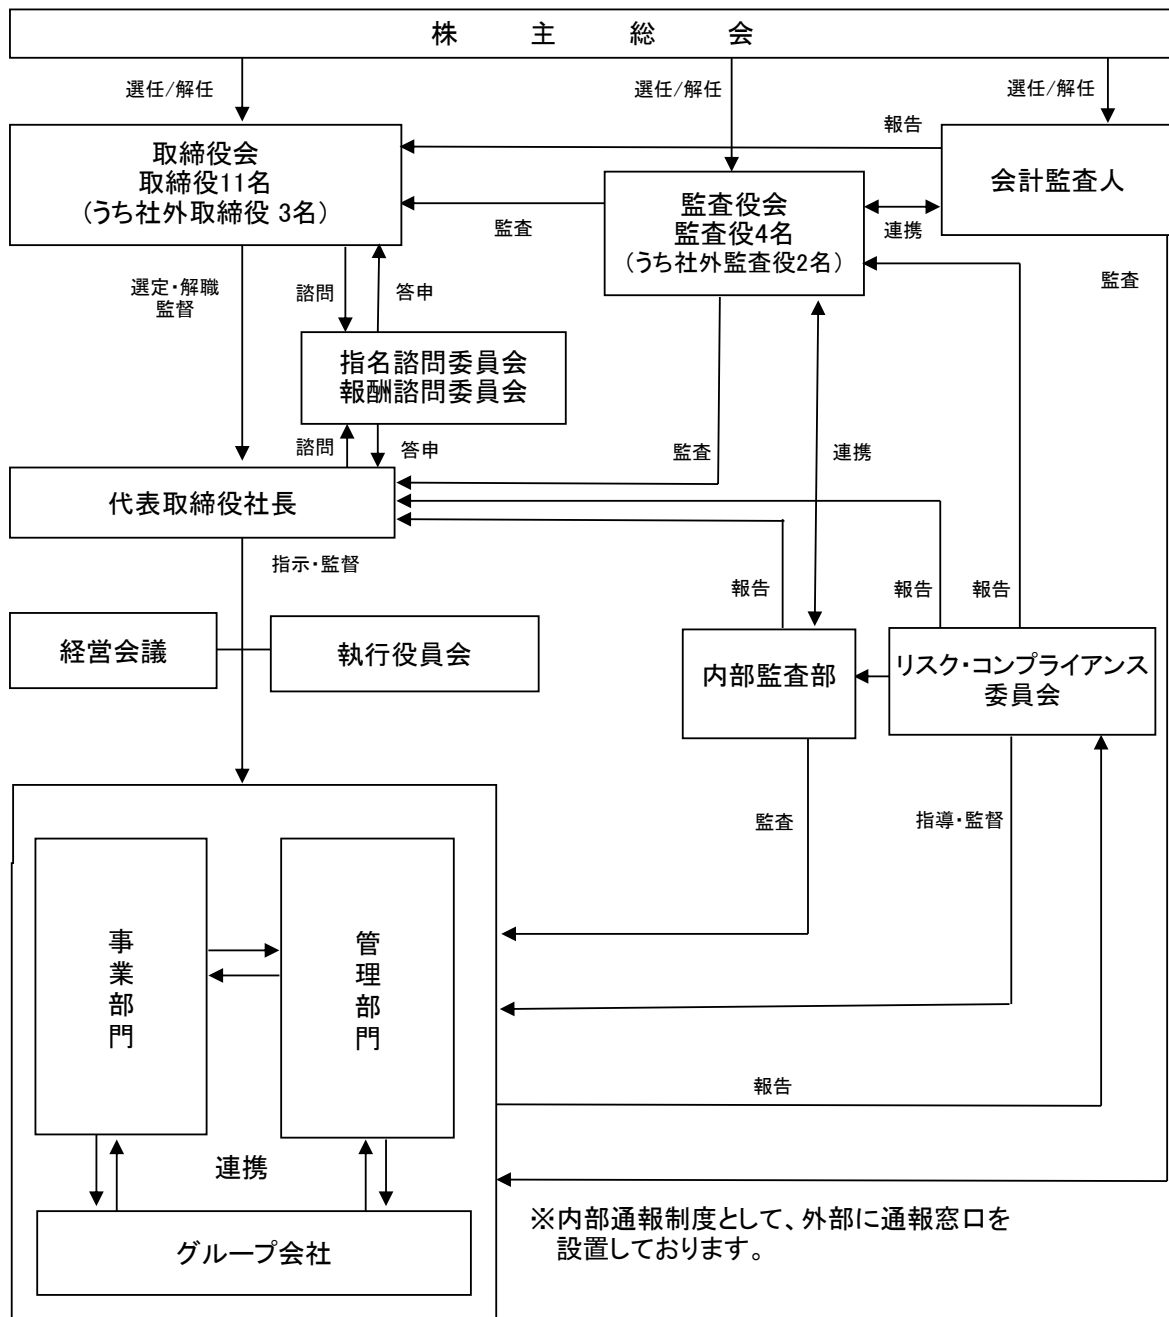 株主総会
選任/解任
選任/解任
選任/解任
取締役会
取締役11名
(うち社外取締役 3名)
報告
会計監査人
監査役会
監査役4名
(うち社外監査役2名)
監査
連携
監査
選定・解職
監督
諮問
答申
指名諮問委員会
報酬諮問委員会
諮問
答申
監査
連携
代表取締役社長
指示・監督
報告
報告
報告
経営会議
執行役員会
内部監査部
リスク・コンプライアンス
委員会
監査
指導・監督
事業部門
管理部門
報告
連携
グループ会社
※内部通報制度として、外部に通報窓口を
設置しております。